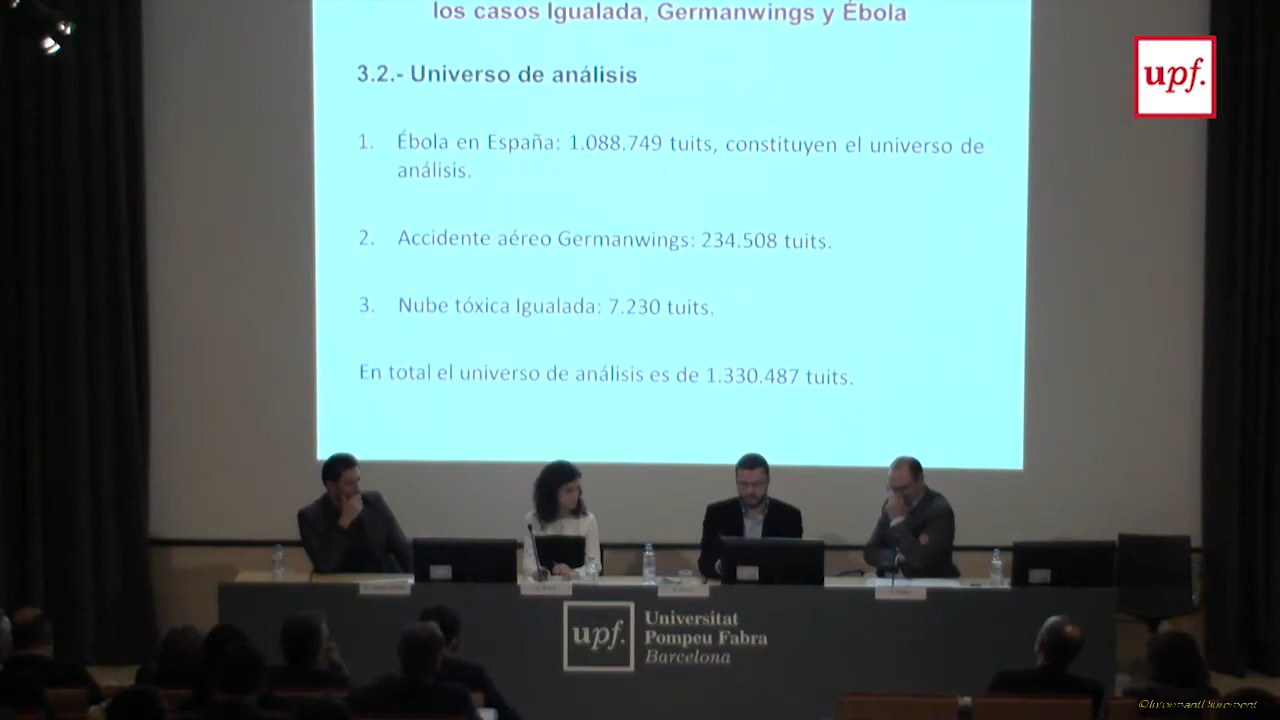 los casos Igualada, Germanwings y Ébola
upf.
3.2.- Universo de análisis
1. Ébola en España: 1.088.749 tuits, constituyen el universo de
análisis.
2. Accidente aéreo Germanwings: 234.508 tuits.
3. Nube tóxica Igualada: 7.230 tuits.
En total el universo de análisis es de 1.330.487 tuits.
upf.
Universitat
Pompeu Fabra
Barcelona